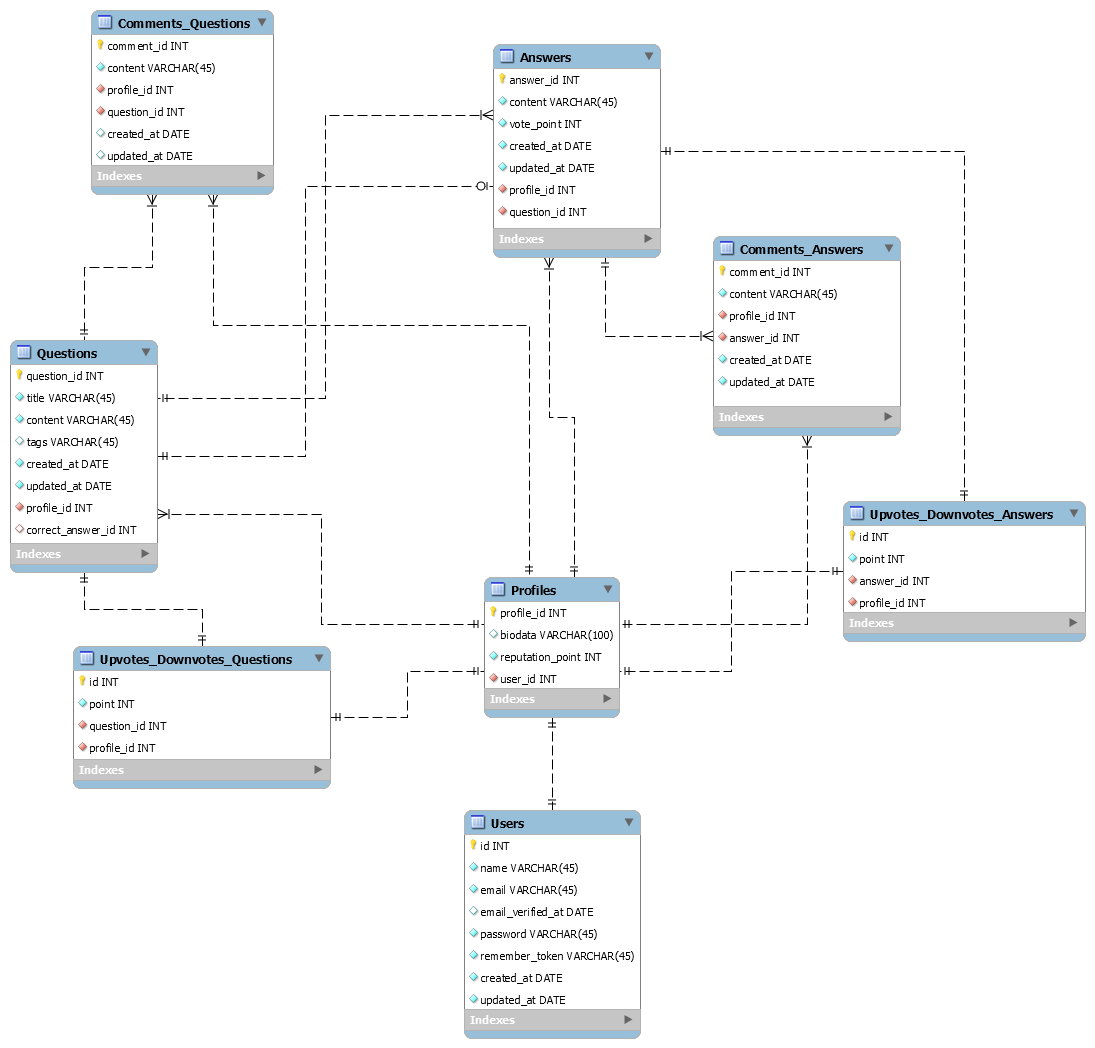 Comments_Questions
comment_id INT
content VARCHAR(45)
profile_id INT
question_id INT
created_at DATE
updated_at DATE
Indexes
Answers
answer_id INT
content VARCHAR(45)
vote_point INT
created_at DATE
updated_at DATE
profile_id INT
question_id INT
Indexes
Comments_Answers
comment_id INT
content VARCHAR(45)
profile_id INT
answer_id INT
created_at DATE
updated_at DATE
Indexes
Questions
question_id INT
title VARCHAR(45)
content VARCHAR(45)
tags VARCHAR(45)
created_at DATE
updated_at DATE
profile_id INT
correct_answer_id INT
Indexes
Upvotes_Downvotes_Answers
id INT
point INT
answer_id INT
profile_id INT
Indexes
Profiles
profile_id INT
biodata VARCHAR(100)
reputation_point INT
user_id INT
Indexes
Upvotes_Downvotes_Questions
id INT
point INT
question_id INT
profile_id INT
Indexes
Users
id INT
name VARCHAR(45)
email VARCHAR(45)
email_verified_at DATE
password VARCHAR(45)
remember_token VARCHAR(45)
created_at DATE
updated_at DATE
Indexes